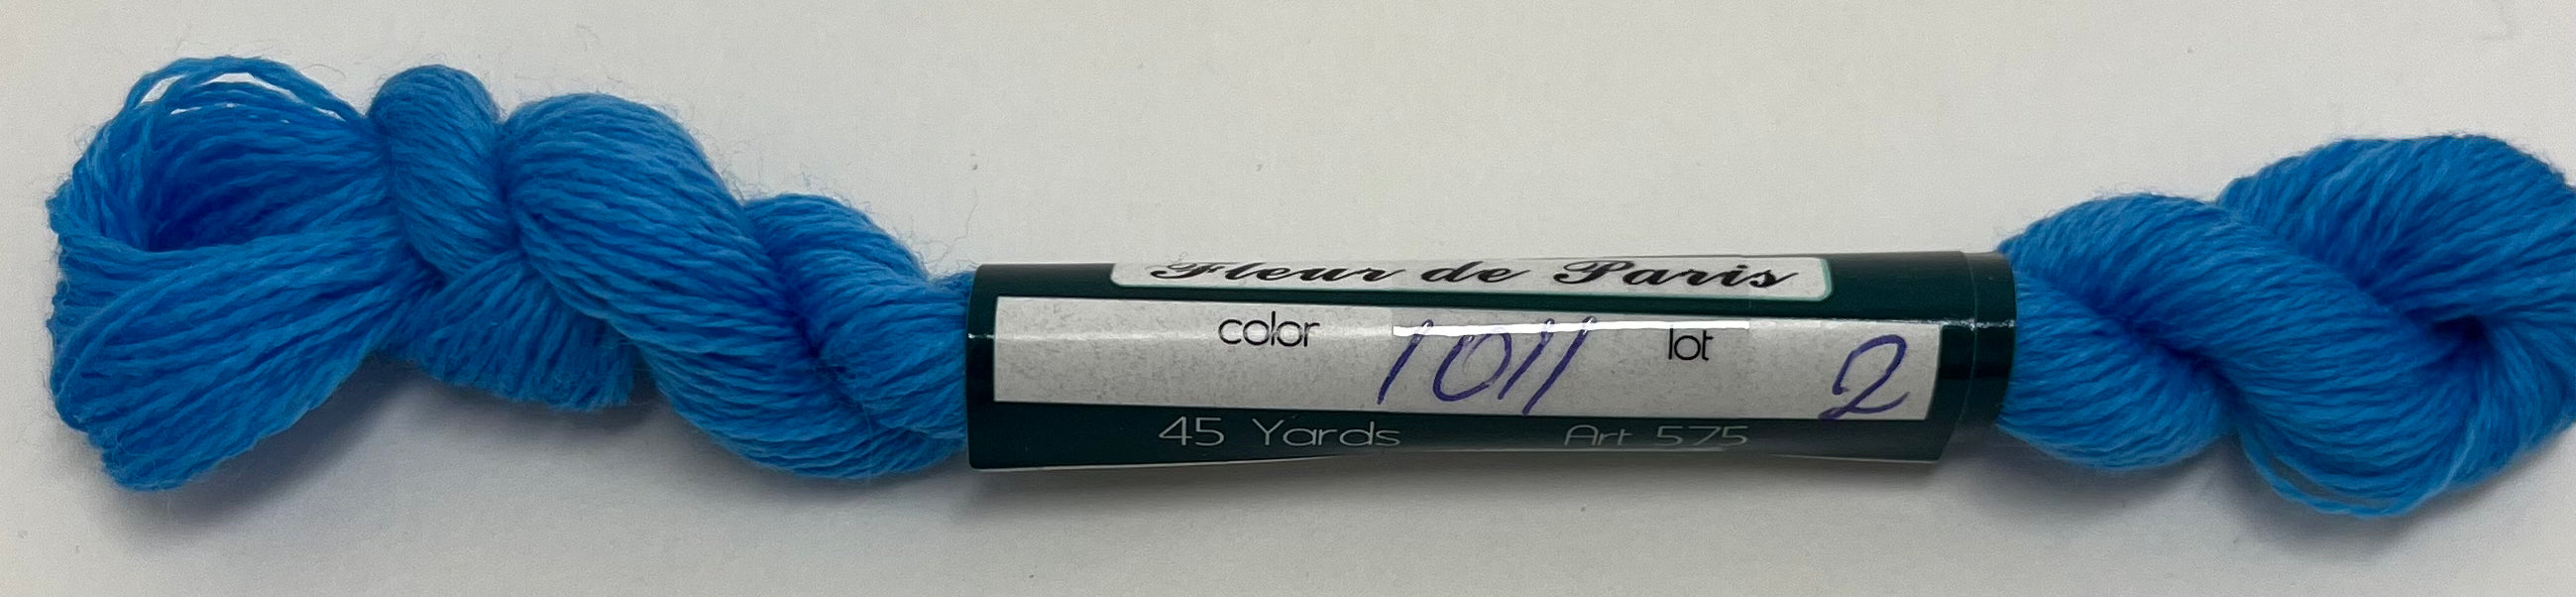 Fleur de Paris
color 1011 lot 2
45 Yards Art 575